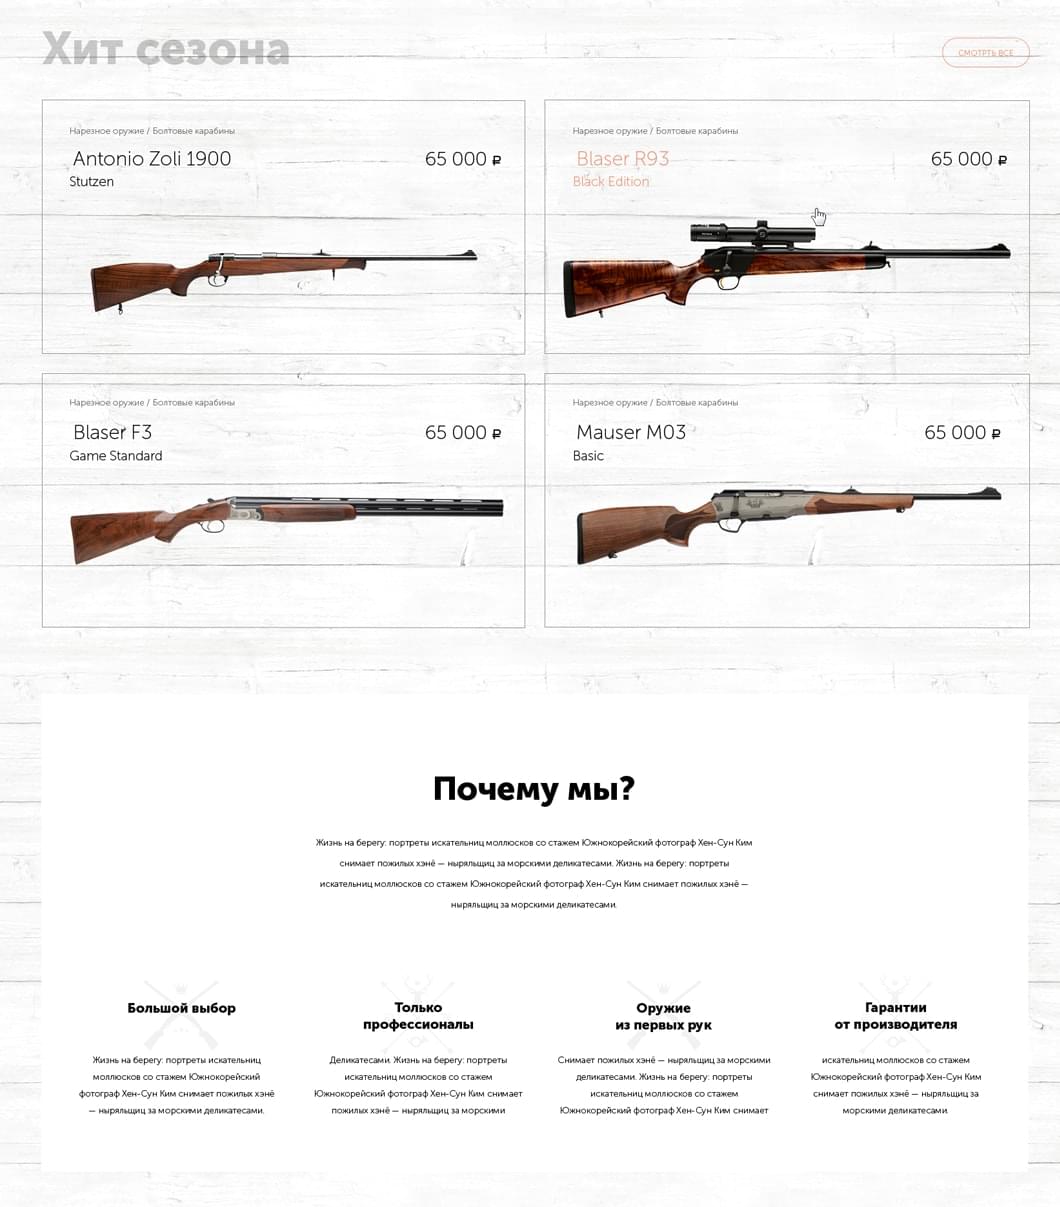 Хит сезона
СМОТРТЬ ВСЕ
Нарезное оружие / Болтовые карабины
Antonio Zoli 1900
65 000 ₽
Stutzen
Нарезное оружие / Болтовые карабины
Blaser R93
65 000 ₽
Black Edition
Нарезное оружие / Болтовые карабины
Blaser F3
65 000 ₽
Game Standard
Нарезное оружие / Болтовые карабины
Mauser M03
65 000 ₽
Basic
Почему мы?
Жизнь на берегу: портреты искательниц моллюсков со стажем Южнокорейский фотограф Хен-Сун Ким
снимает пожилых хэнё — ныряльщиц за морскими деликатесами. Жизнь на берегу: портреты
искательниц моллюсков со стажем Южнокорейский фотограф Хен-Сун Ким снимает пожилых хэнё —
ныряльщиц за морскими деликатесами.
Большой выбор
Жизнь на берегу: портреты искательниц
моллюсков со стажем Южнокорейский
фотограф Хен-Сун Ким снимает пожилых хэнё
— ныряльщиц за морскими деликатесами.
Только
профессионалы
Деликатесами. Жизнь на берегу: портреты
искательниц моллюсков со стажем
Южнокорейский фотограф Хен-Сун Ким снимает
пожилых хэнё — ныряльщиц за морскими
Оружие
из первых рук
Снимает пожилых хэнё — ныряльщиц за морскими
деликатесами. Жизнь на берегу: портреты
искательниц моллюсков со стажем
Южнокорейский фотограф Хен-Сун Ким снимает
Гарантии
от производителя
искательниц моллюсков со стажем
Южнокорейский фотограф Хен-Сун Ким
снимает пожилых хэнё — ныряльщиц за
морскими деликатесами.